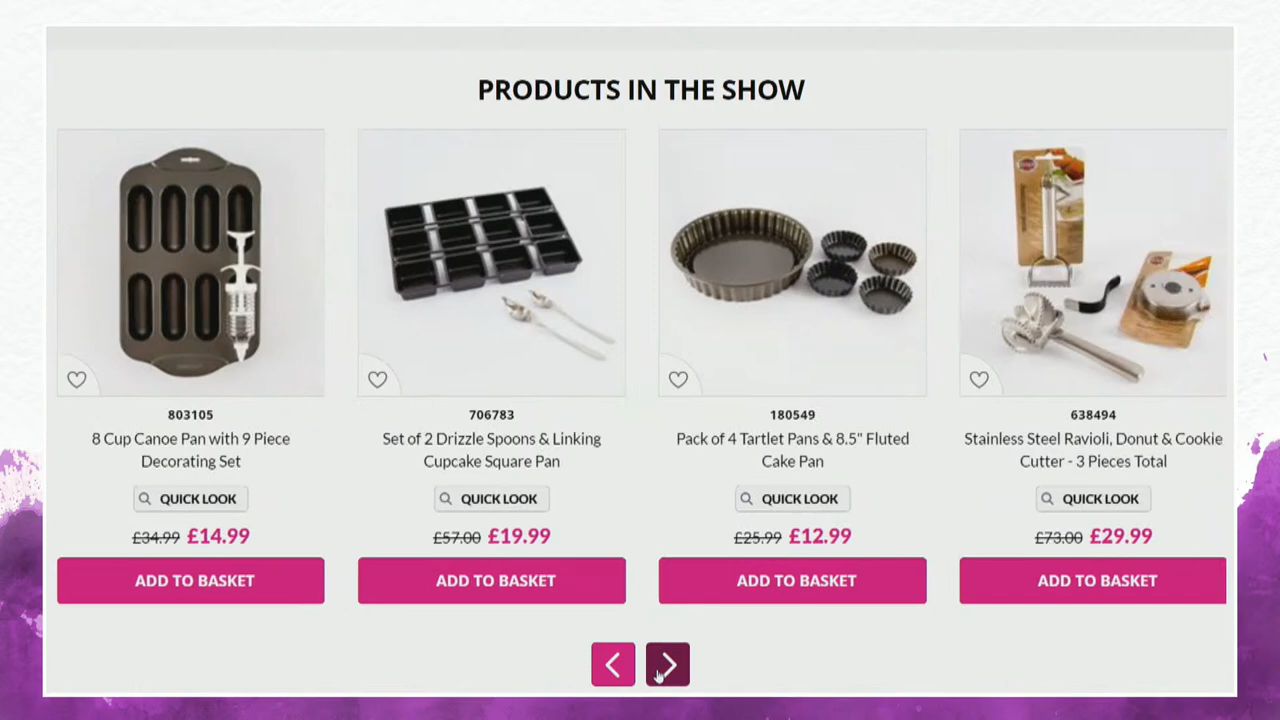 PRODUCTS IN THE SHOW
803105
8 Cup Canoe Pan with 9 Piece
Decorating Set
QUICK LOOK
£34.99 £14.99
ADD TO BASKET
706783
Set of 2 Drizzle Spoons & Linking
Cupcake Square Pan
QUICK LOOK
£57.00 £19.99
ADD TO BASKET
180549
Pack of 4 Tartlet Pans & 8.5" Fluted
Cake Pan
QUICK LOOK
£25.99 £12.99
ADD TO BASKET
638494
Stainless Steel Ravioli, Donut & Cookie
Cutter - 3 Pieces Total
QUICK LOOK
£73.00 £29.99
ADD TO BASKET